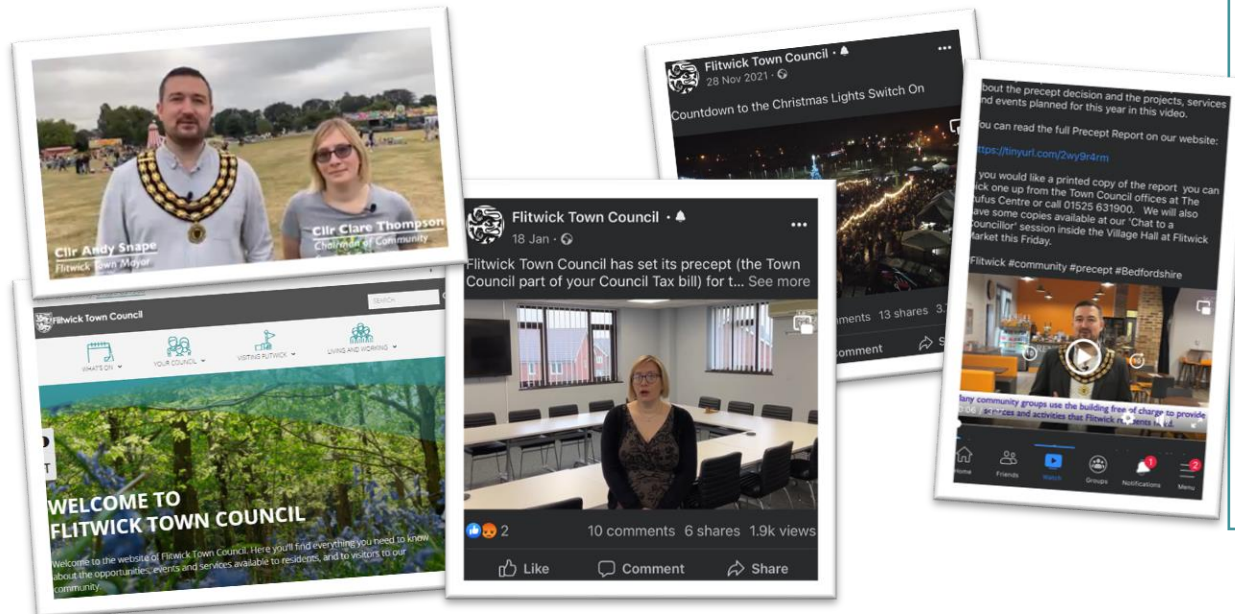 Cllr Andy Snape
Flitwick Town Mayor
Cllr Clare Thompson
Chairman of Community
Flitwick Town Council
SEARCH
WHAT'S ON
YOUR COUNCIL
VISITING FLITWICK
LIVING AND WORKING
WELCOME TO
FLITWICK TOWN COUNCIL
Welcome to the website of Flitwick Town Council. Here you'll find everything you need to know
about the opportunities, events and services available to residents, and to visitors to our
community.
Flitwick Town Council
18 Jan
Flitwick Town Council has set its precept (the Town
Council part of your Council Tax bill) for t... See more
2
10 comments 6 shares 1.9k views
Like Comment Share
Flitwick Town Council
28 Nov 2021
Countdown to the Christmas Lights Switch On
13 shares
about the precept decision and the projects, services
and events planned for this year in this video.
You can read the full Precept Report on our website:
https://tinyurl.com/2wy9r4rm
you would like a printed copy of the report you can
pick one up from the Town Council offices at The
Rufus Centre or call 01525 631900. We will also
have some copies available at our 'Chat to a
Councillor' session inside the Village Hall at Flitwick
Market this Friday.
#Flitwick #community #precept #Bedfordshire
10
10
Many community groups use the building free of charge to provide
services and activities that Flitwick residents need.
Home Friends Watch Groups Notifications 1 Menu 2